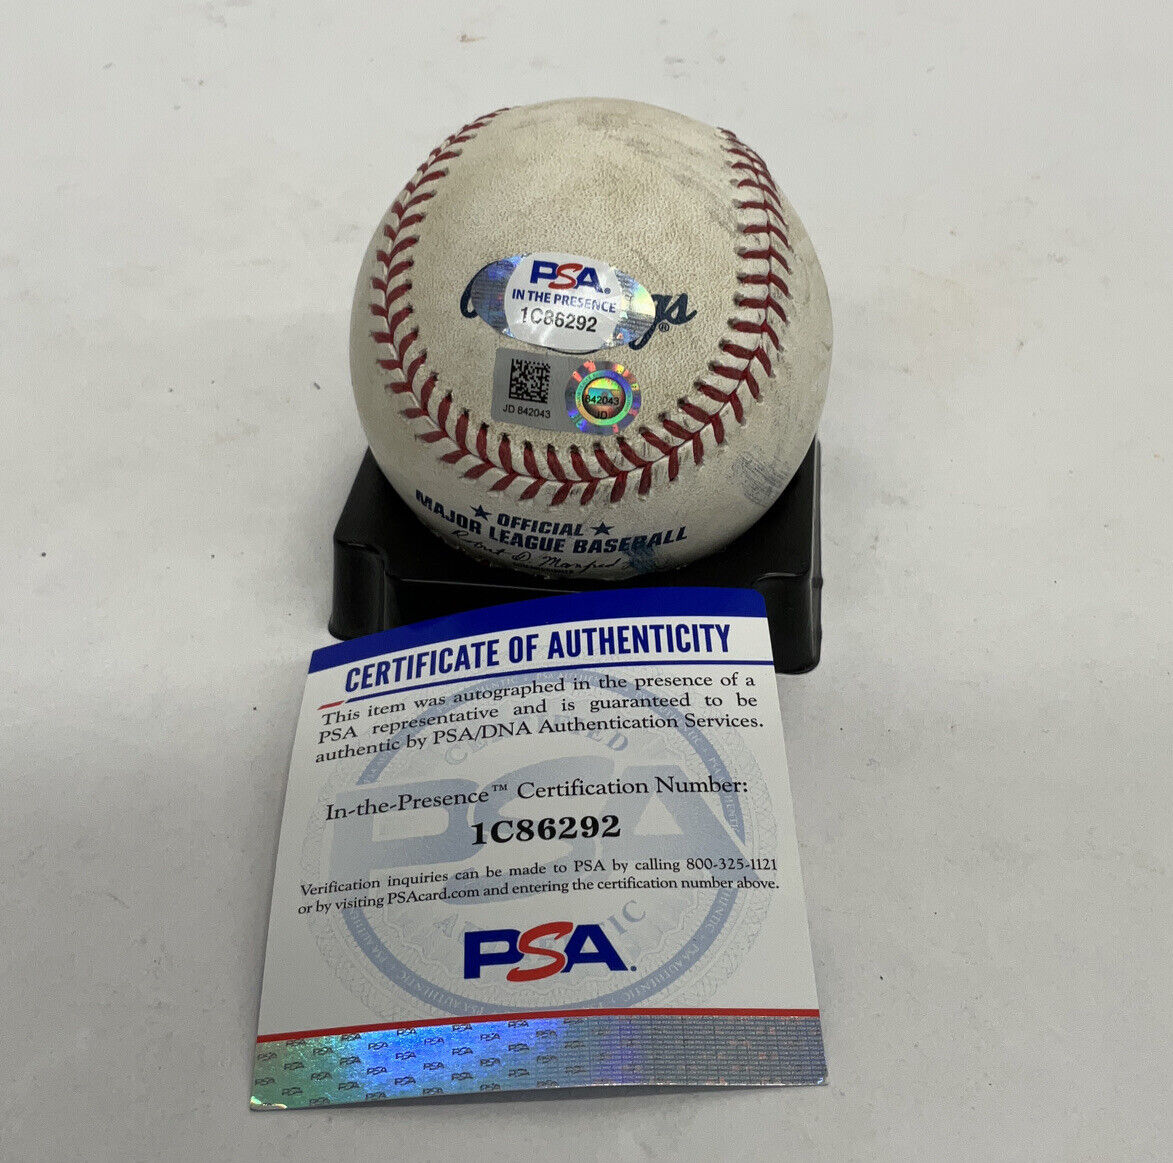 PSA
IN THE PRESENCE
1C86292
gs®
JD 842043
842043
JD
OFFICIAL
MAJOR LEAGUE BASEBALL
Robert D. Manfred
CERTIFICATE OF AUTHENTICITY
This item was autographed in the presence of a
PSA representative and is guaranteed to be
authentic by PSA/DNA Authentication Services.
In-the-Presence™ Certification Number:
1C86292
Verification inquiries can be made to PSA by calling 800-325-1121
or by visiting PSAcard.com and entering the certification number above.
PSA